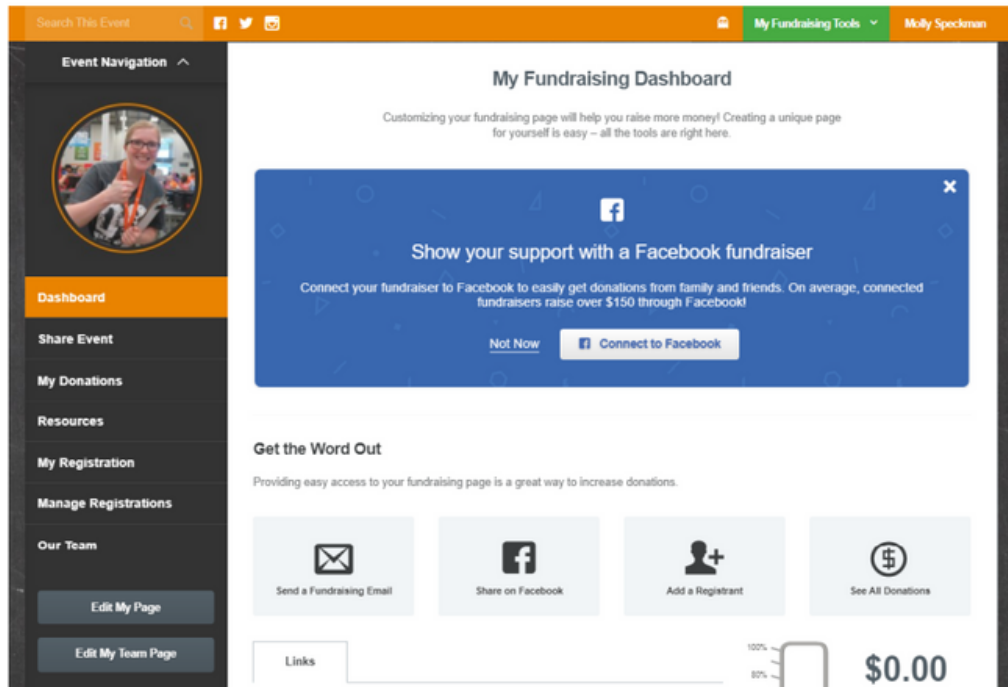 Search This Event
My Fundraising Tools
Molly Speckman
Event Navigation
Dashboard
Share Event
My Donations
Resources
My Registration
Manage Registrations
Our Team
Edit My Page
Edit My Team Page
My Fundraising Dashboard
Customizing your fundraising page will help you raise more money! Creating a unique page
for yourself is easy – all the tools are right here.
Show your support with a Facebook fundraiser
Connect your fundraiser to Facebook to easily get donations from family and friends. On average, connected
fundraisers raise over $150 through Facebook!
Not Now
Connect to Facebook
Get the Word Out
Providing easy access to your fundraising page is a great way to increase donations.
Send a Fundraising Email
Share on Facebook
Add a Registrant
See All Donations
Links
100%
80%
$0.00